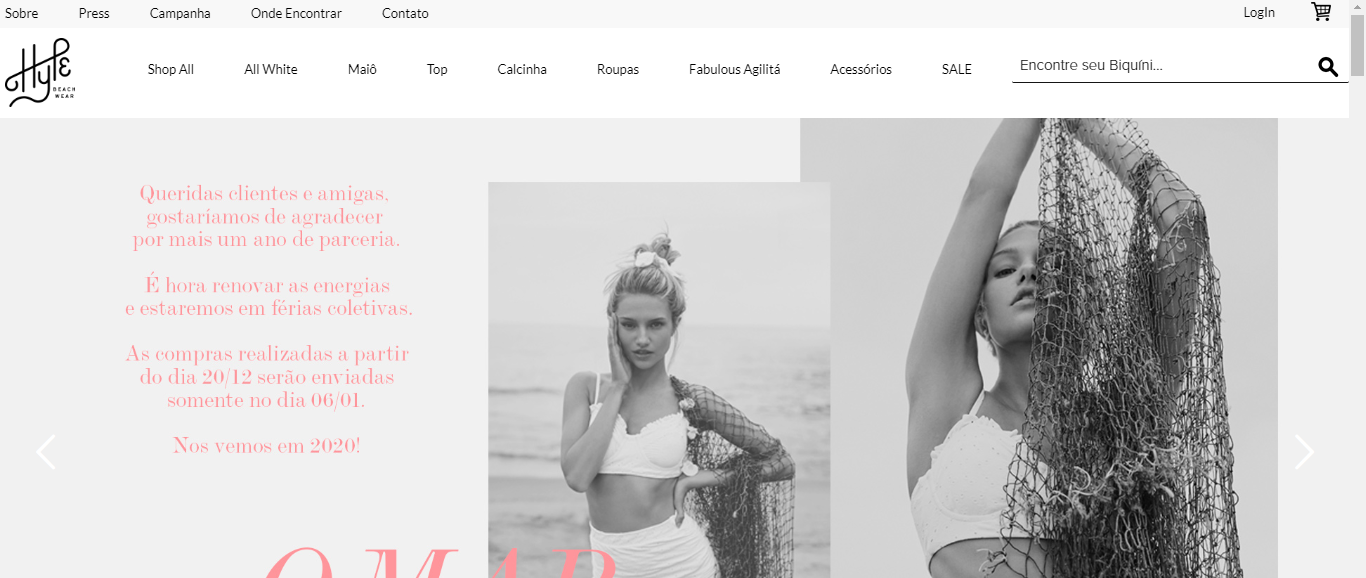 Sobre Press Campanha Onde Encontrar Contato LogIn
Hyle
BEACH
WEAR
Shop All All White Maiô Top Calcinha Roupas Fabulous Agilitá Acessórios SALE Encontre seu Biquíni...
Queridas clientes e amigas,
gostaríamos de agradecer
por mais um ano de parceria.
É hora renovar as energias
e estaremos em férias coletivas.
As compras realizadas a partir
do dia 20/12 serão enviadas
somente no dia 06/01.
Nos vemos em 2020!
O MAR